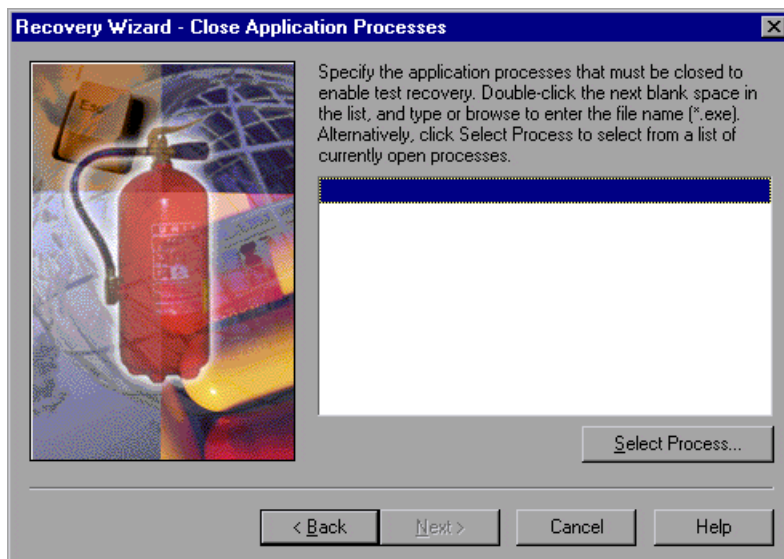 Recovery Wizard - Close Application Processes
Specify the application processes that must be closed to
enable test recovery. Double-click the next blank space in
the list, and type or browse to enter the file name (*.exe).
Alternatively, click Select Process to select from a list of
currently open processes.
Esc
Select Process...
< Back
Next >
Cancel
Help